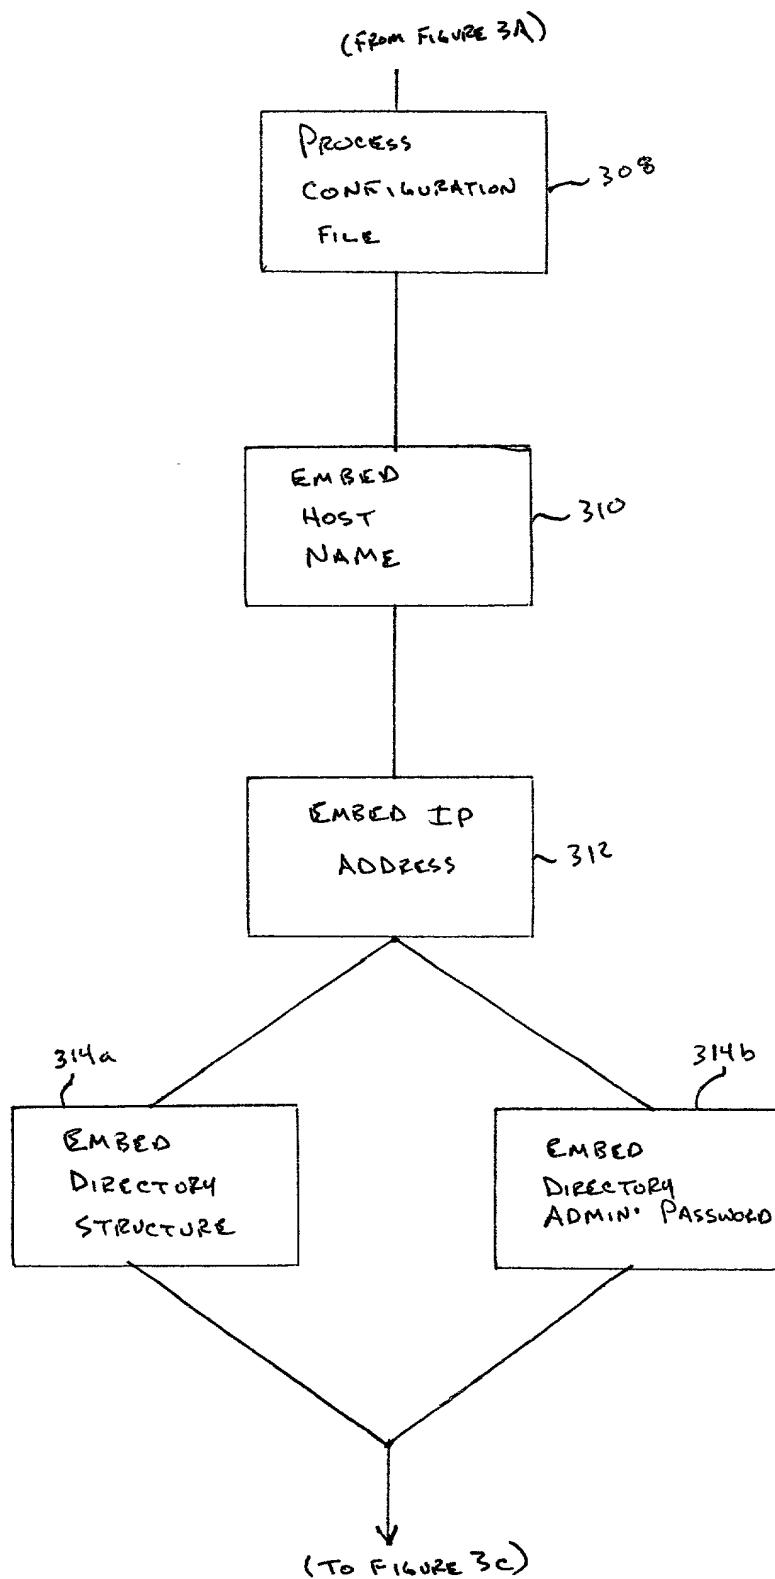 (FROM FIGURE 3A)
PROCESS
CONFIGURATION
FILE
308
EMBED
HOST
NAME
310
EMBED IP
ADDRESS
312
314a
314b
EMBED
DIRECTORY
STRUCTURE
EMBED
DIRECTORY
ADMIN. PASSWORD
(TO FIGURE 3C)